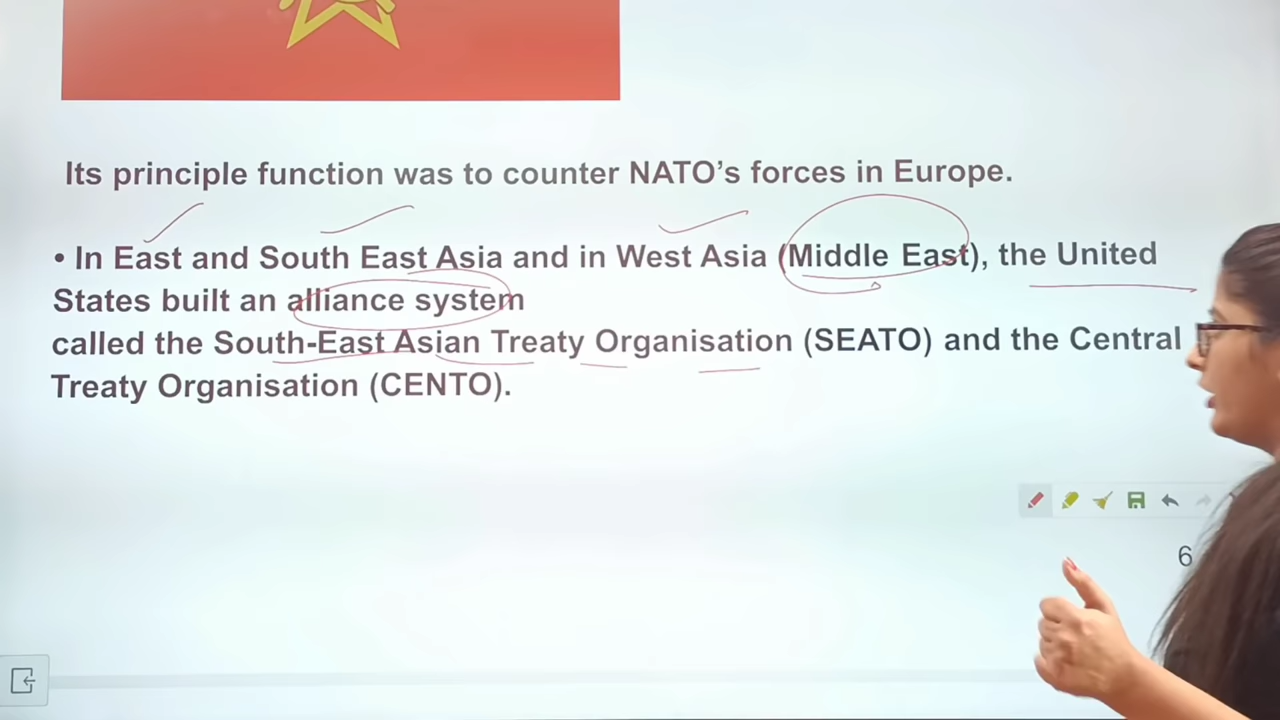 Its principle function was to counter NATO’s forces in Europe.
• In East and South East Asia and in West Asia (Middle East), the United
States built an alliance system
called the South-East Asian Treaty Organisation (SEATO) and the Central
Treaty Organisation (CENTO).
6